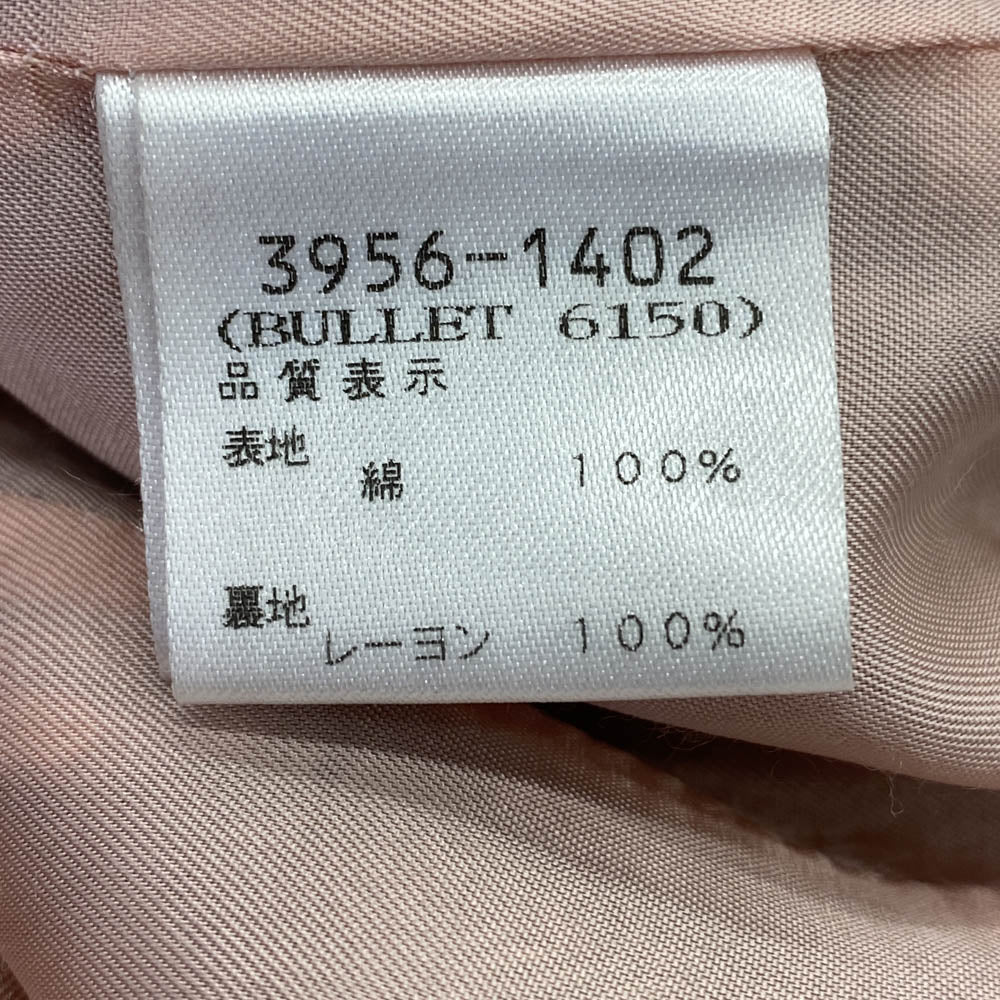 3956-1402
(BULLET 6150)
品質表示
表地
綿 100%
裏地
レーヨン 100%